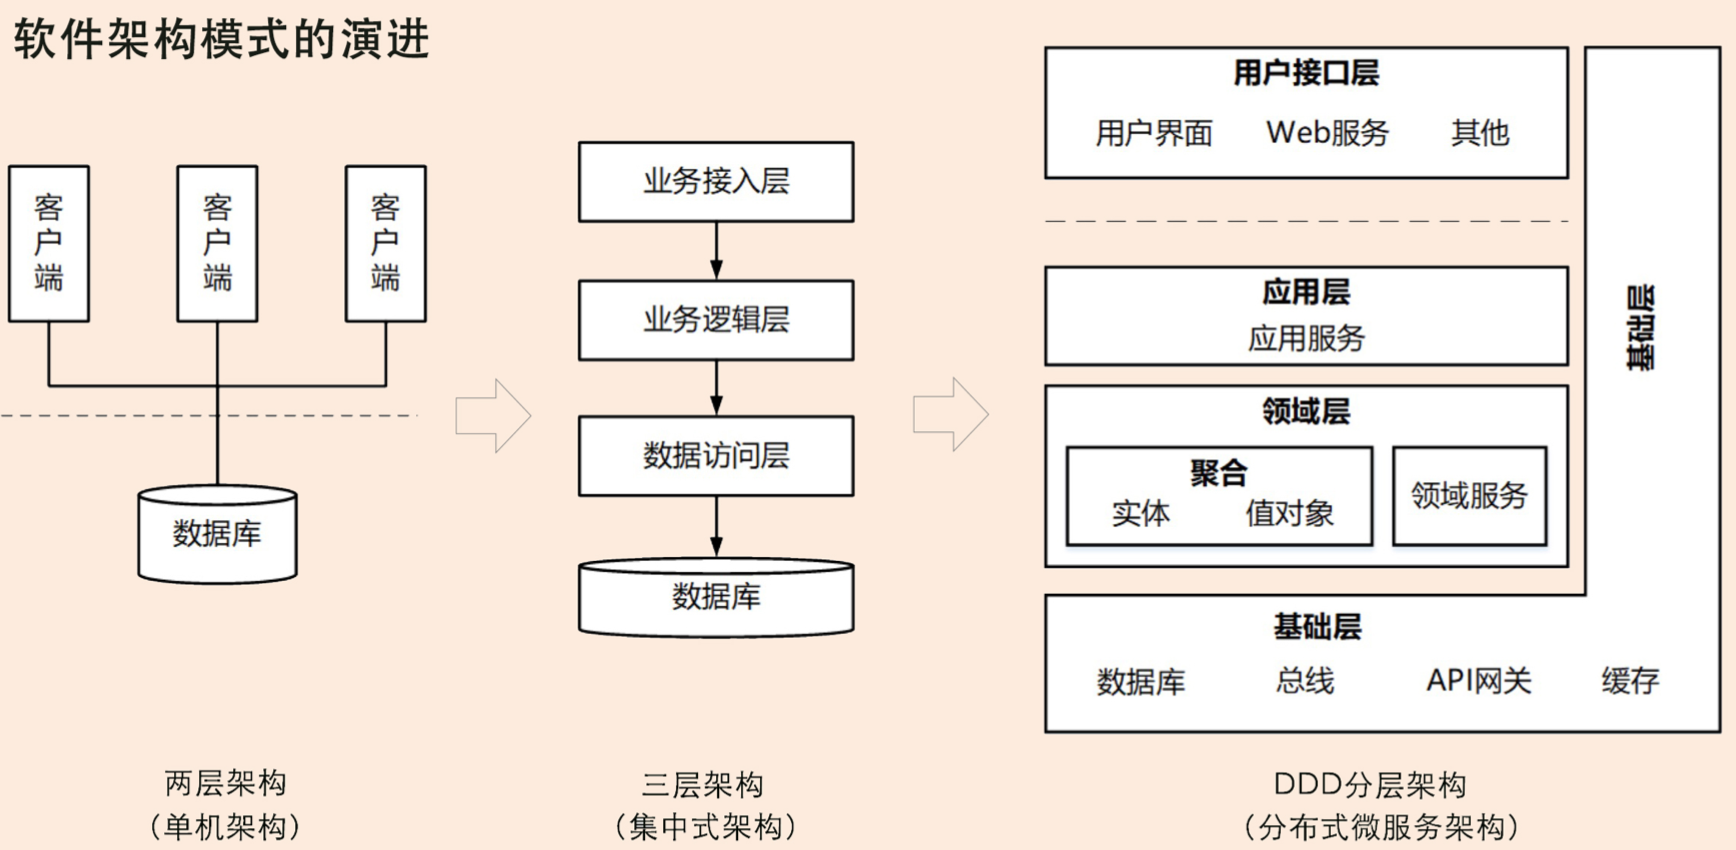 软件架构模式的演进
客户端
客户端
客户端
数据库
两层架构
（单机架构）
业务接入层
业务逻辑层
数据访问层
数据库
三层架构
（集中式架构）
用户接口层
用户界面 Web服务 其他
应用层
应用服务
领域层
聚合
实体 值对象
领域服务
基础层
基础层
数据库 总线 API网关 缓存
DDD分层架构
（分布式微服务架构）